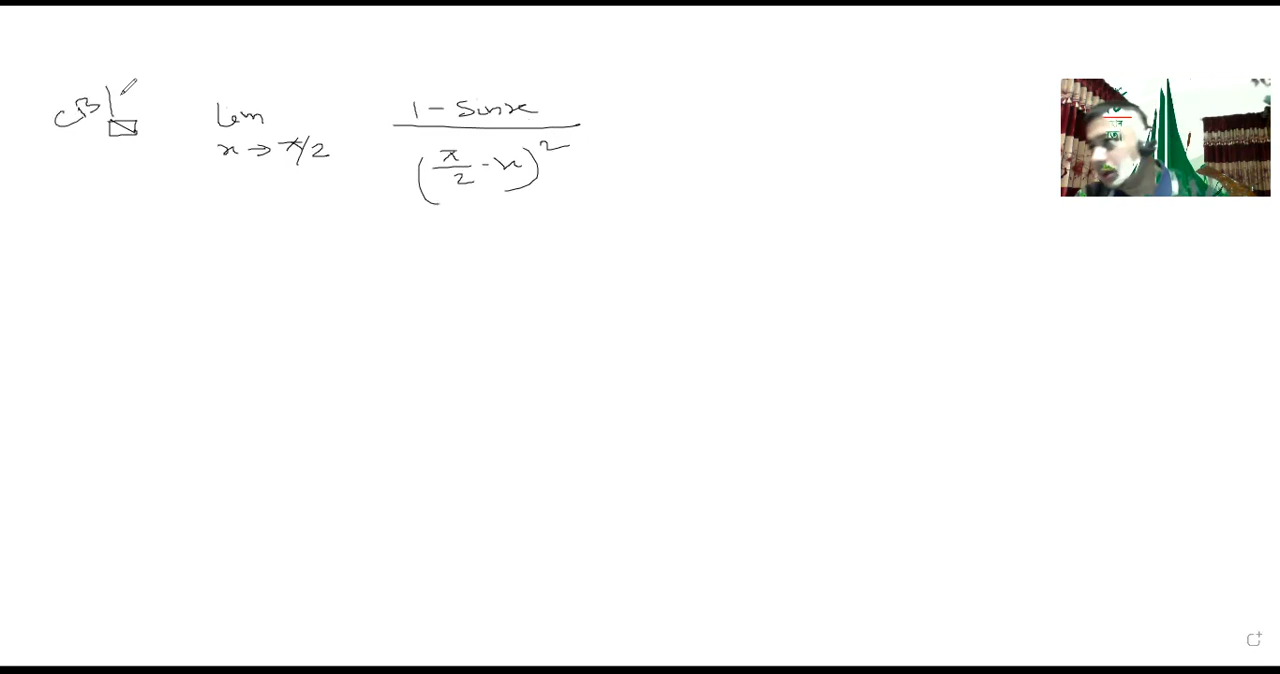 CB
lim 1 - sinx
x → π/2 (π/2 - x)²